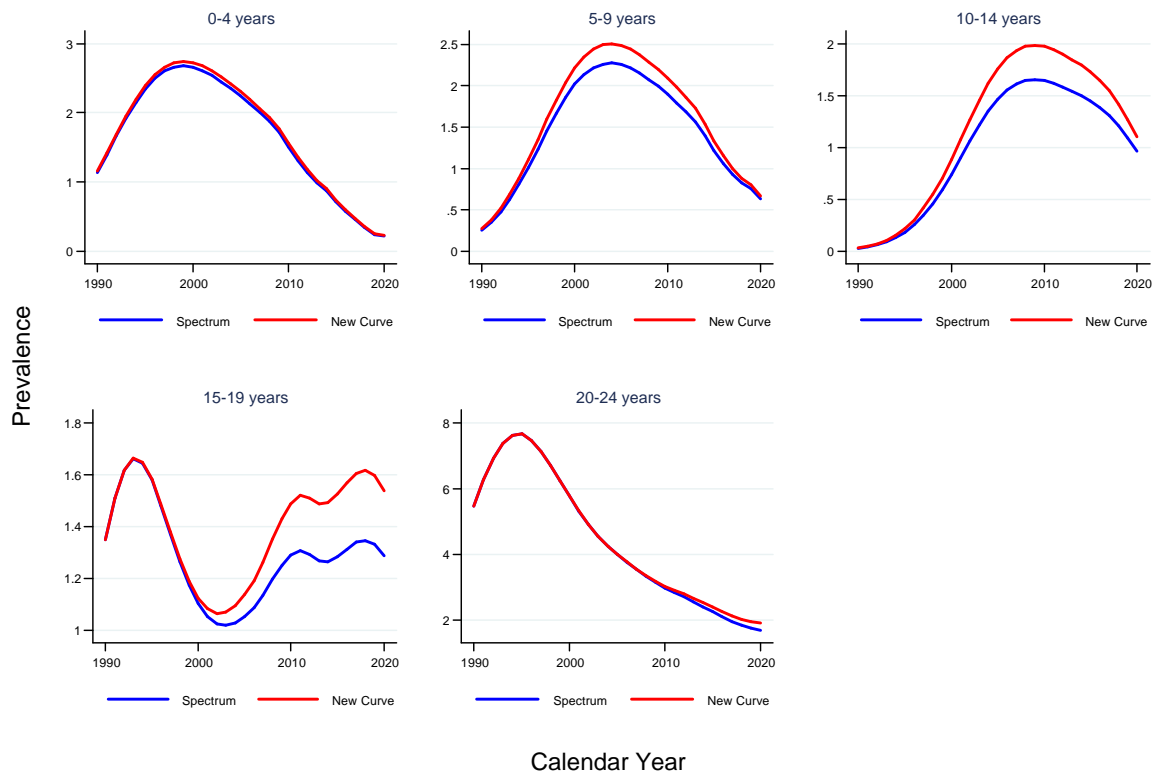 0-4 years
3
2
1
0
1990 2000 2010 2020
Spectrum New Curve
5-9 years
2.5
2
1.5
1
.5
0
1990 2000 2010 2020
Spectrum New Curve
10-14 years
2
1.5
1
.5
0
1990 2000 2010 2020
Spectrum New Curve
Prevalence
15-19 years
1.8
1.6
1.4
1.2
1
1990 2000 2010 2020
Spectrum New Curve
20-24 years
8
6
4
2
1990 2000 2010 2020
Spectrum New Curve
Calendar Year